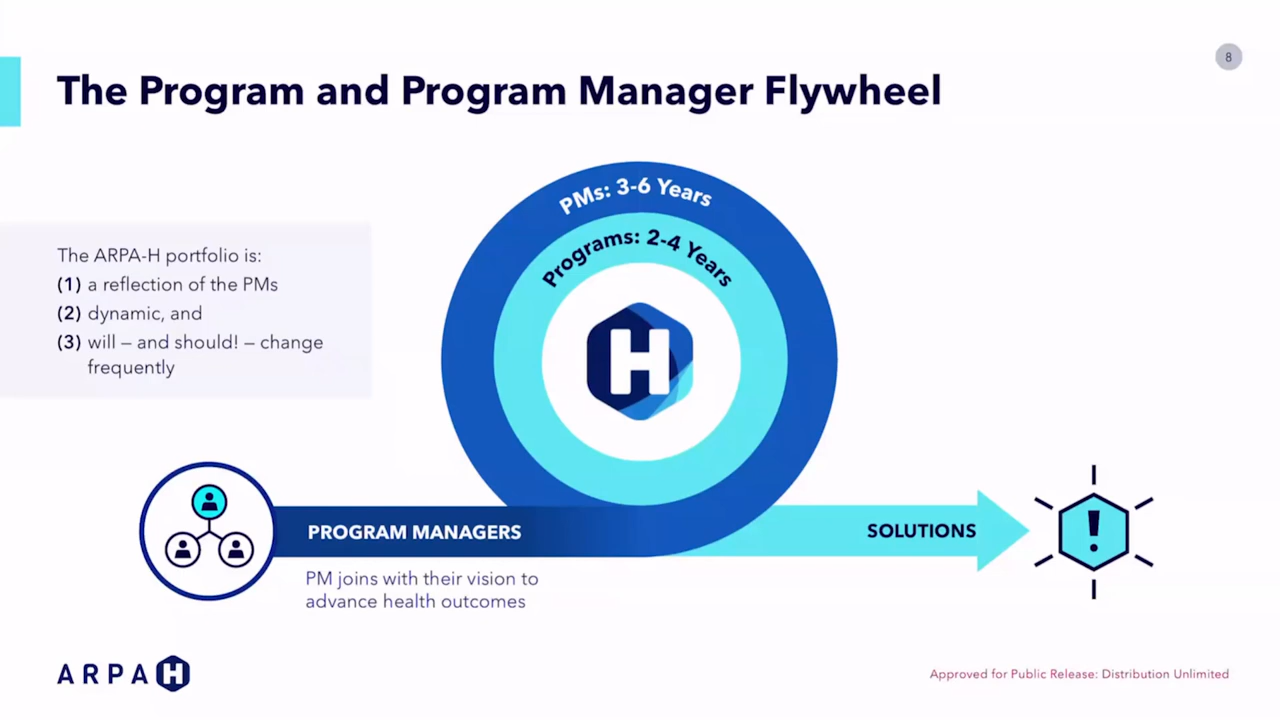 8
The Program and Program Manager Flywheel
The ARPA-H portfolio is:
(1) a reflection of the PMs
(2) dynamic, and
(3) will – and should! – change
frequently
PMs: 3-6 Years
Programs: 2-4 Years
H
PROGRAM MANAGERS
SOLUTIONS
!
PM joins with their vision to
advance health outcomes
ARPA H
Approved for Public Release: Distribution Unlimited